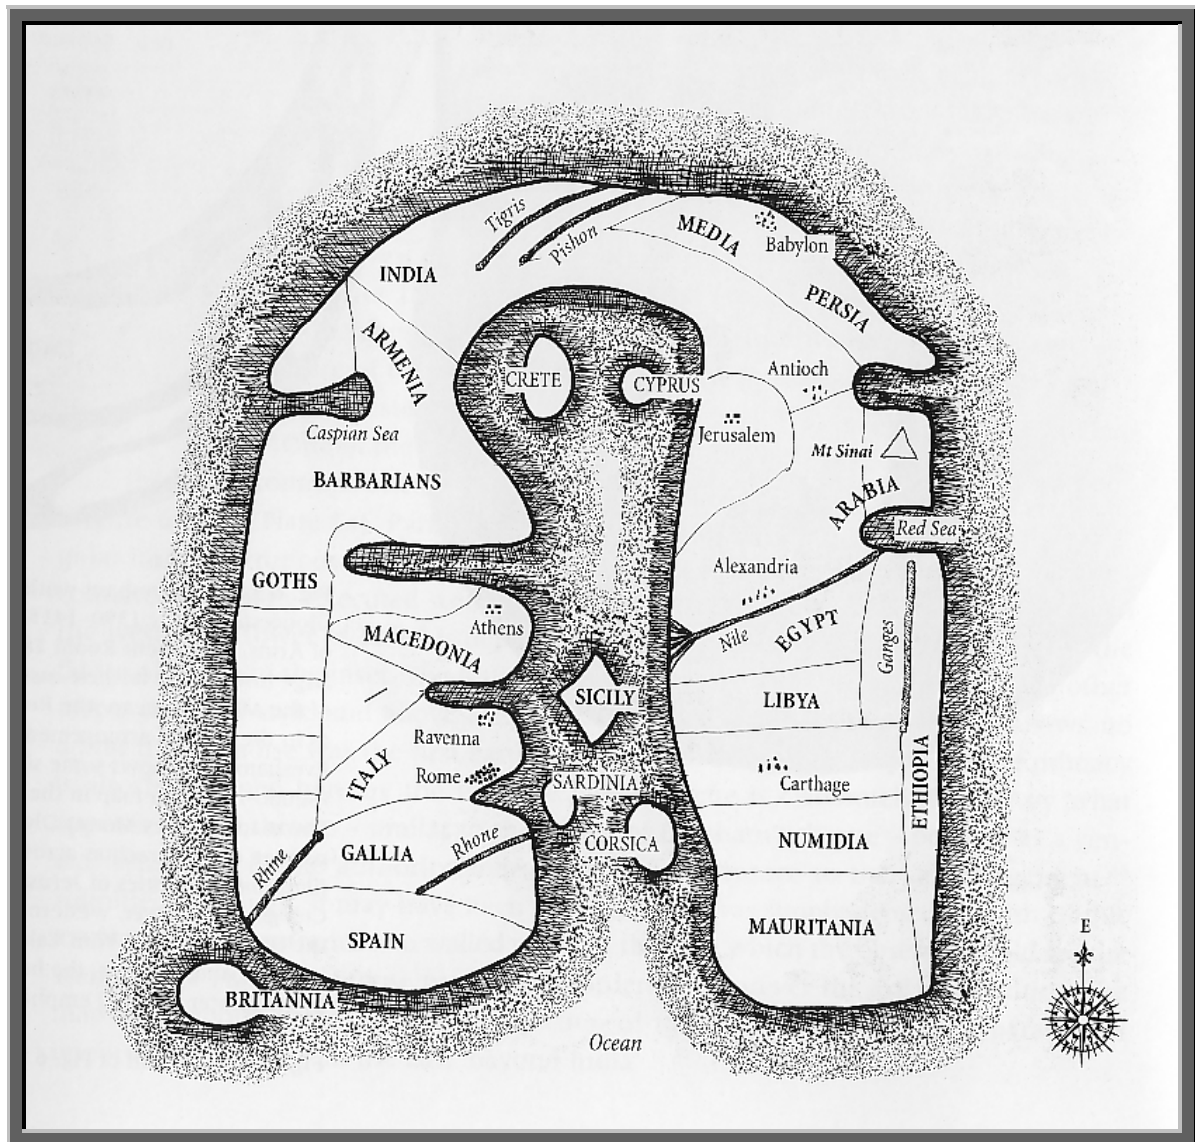 Tigris
Pishon
MEDIA
Babylon
INDIA
PERSIA
ARMENIA
Antioch
CRETE
CYPRUS
Caspian Sea
Jerusalem
Mt Sinai
BARBARIANS
ARABIA
Red Sea
Alexandria
GOTHS
Athens
MACEDONIA
Nile
EGYPT
Ganges
SICILY
LIBYA
Ravenna
ITALY
Rome
SARDINIA
Carthage
ETHIOPIA
Rhone
CORSICA
NUMIDIA
GALLIA
Rhine
SPAIN
MAURITANIA
E
BRITANNIA
Ocean